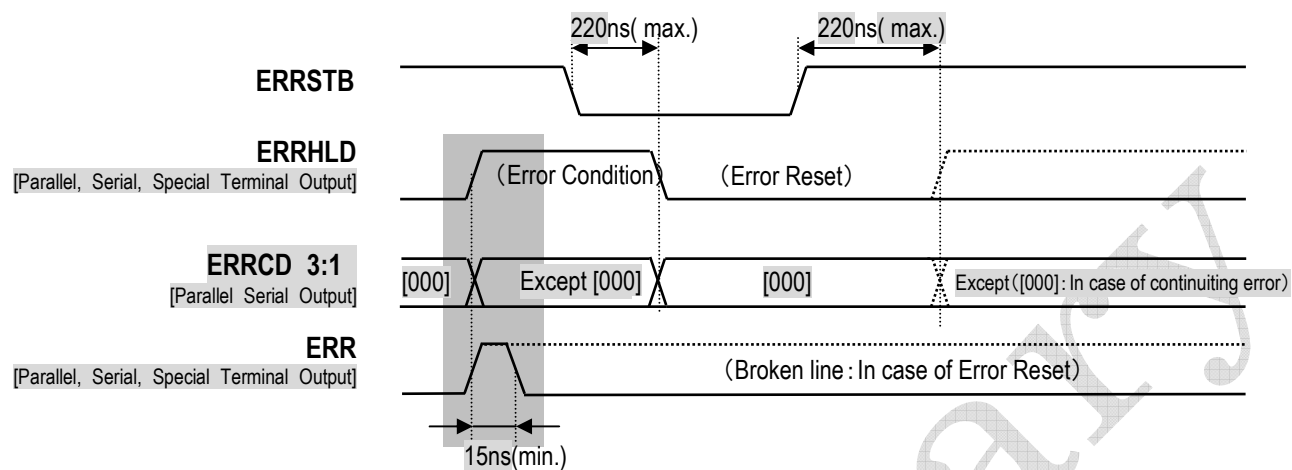 220ns( max.) 220ns( max.)
ERRSTB
ERRHLD
[Parallel, Serial, Special Terminal Output]
(Error Condition) (Error Reset)
ERRCD 3:1
[Parallel Serial Output]
[000] Except [000] [000] Except([000]:In case of continuiting error)
ERR
[Parallel, Serial, Special Terminal Output]
(Broken line:In case of Error Reset)
15ns(min.)